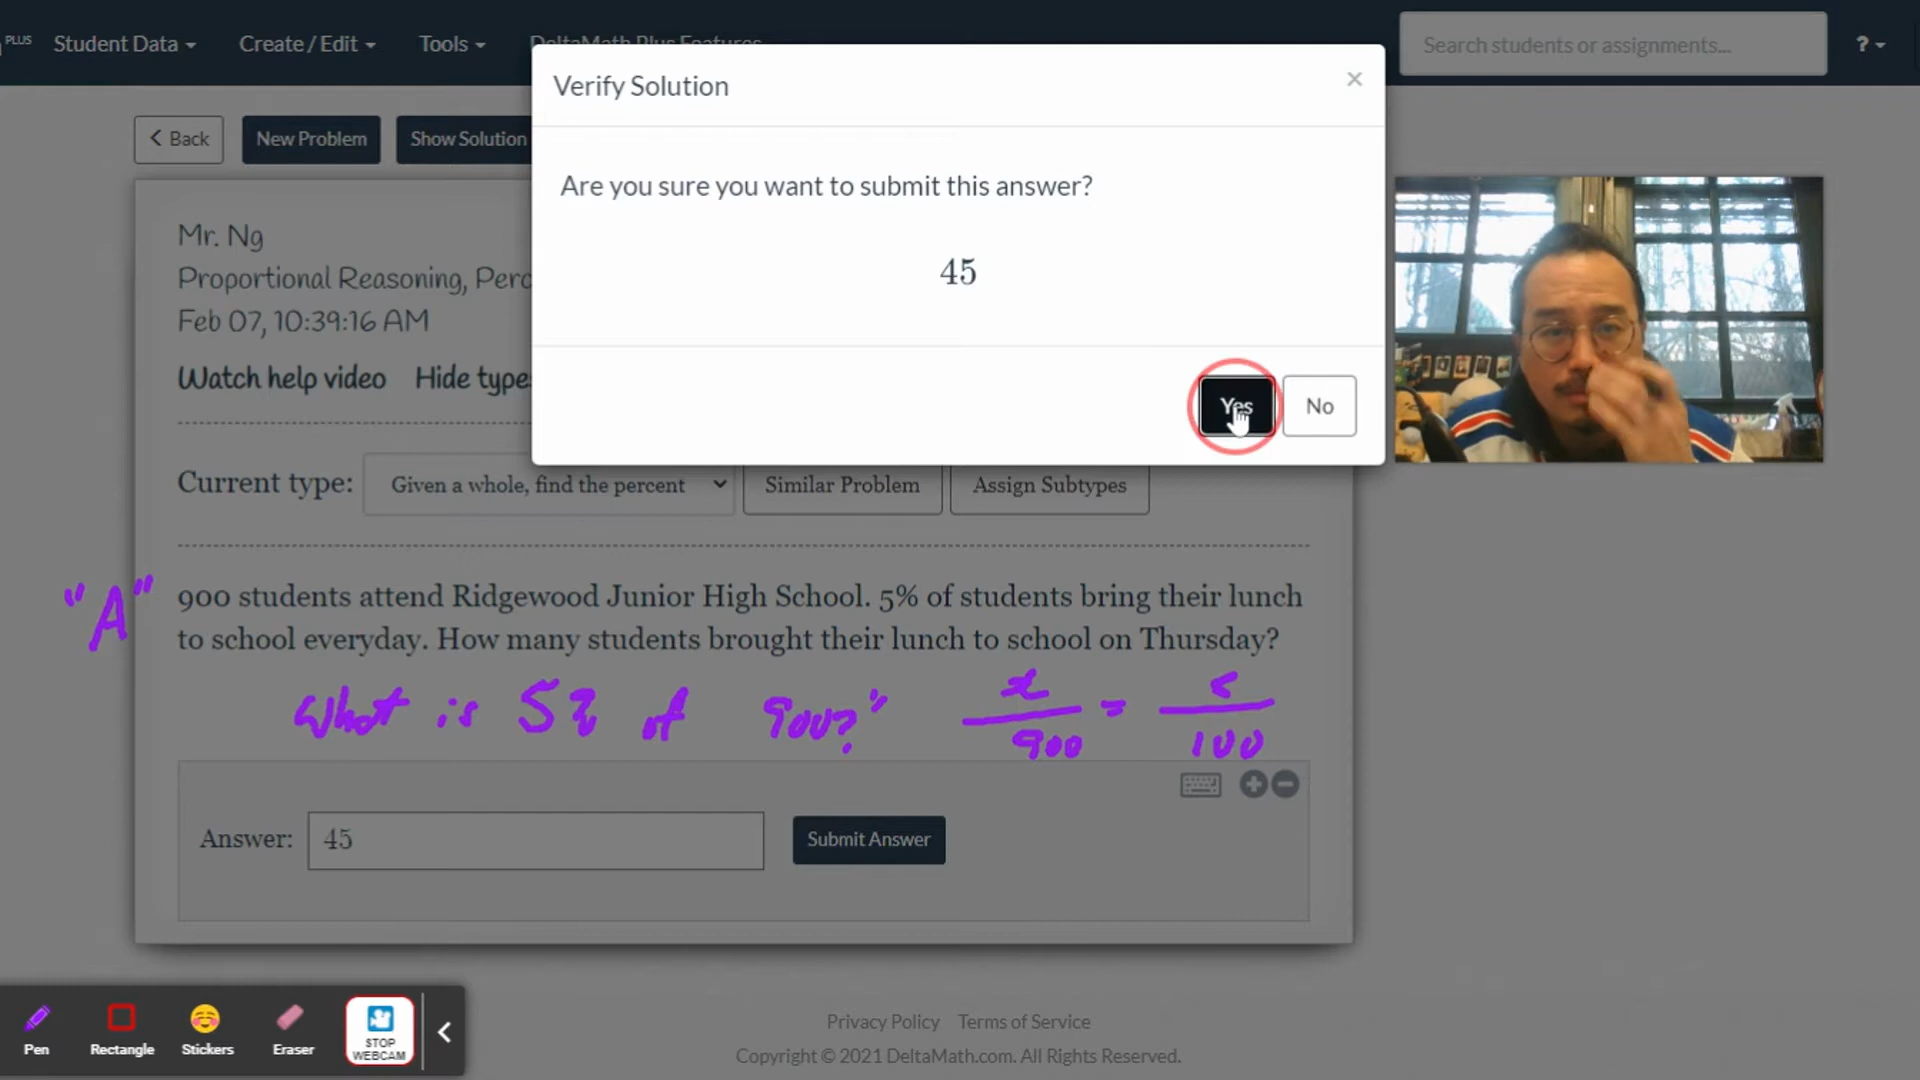 PLUS Student Data Create / Edit Tools DeltaMath Plus Features Search students or assignments... ?
Verify Solution ×
Back New Problem Show Solution
Are you sure you want to submit this answer?
Mr. Ng
45
Proportional Reasoning, Perc
Feb 07, 10:39:16 AM
Watch help video Hide type
Yes No
Current type: Given a whole, find the percent Similar Problem Assign Subtypes
"A" 900 students attend Ridgewood Junior High School. 5% of students bring their lunch
to school everyday. How many students brought their lunch to school on Thursday?
What is 5% of 900?" x/900 = 5/100
Answer: 45 Submit Answer
Pen Rectangle Stickers Eraser STOP WEBCAM
Privacy Policy Terms of Service
Copyright © 2021 DeltaMath.com. All Rights Reserved.